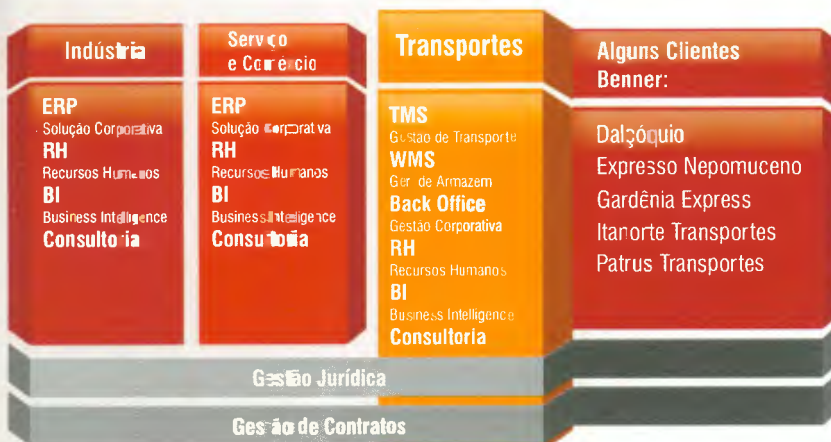 Indústria
ERP
Solução Corporativa
RH
Recursos Humanos
BI
Business Intelligence
Consultoria
Serviço
e Comércio
ERP
Solução Corporativa
RH
Recursos Humanos
BI
Business Inteligence
Consultoria
Transportes
TMS
Gestão de Transporte
WMS
Ger de Armazem
Back Office
Gestão Corporativa
RH
Recursos Humanos
BI
Business Intelligence
Consultoria
Alguns Clientes
Benner:
Dalçóquio
Expresso Nepomuceno
Gardênia Express
Itanorte Transportes
Patrus Transportes
Gestão Jurídica
Gestão de Contratos